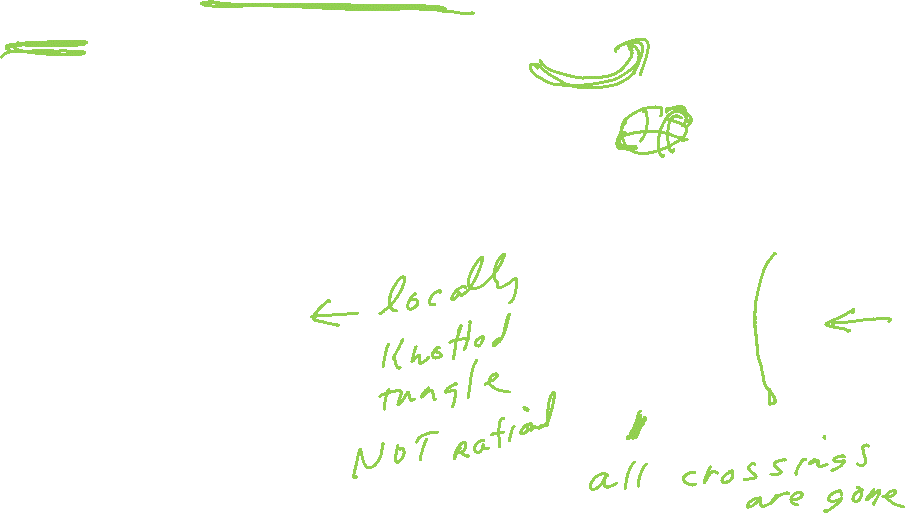 locally
Knotted
tangle
NOT rational
all crossings
are gone